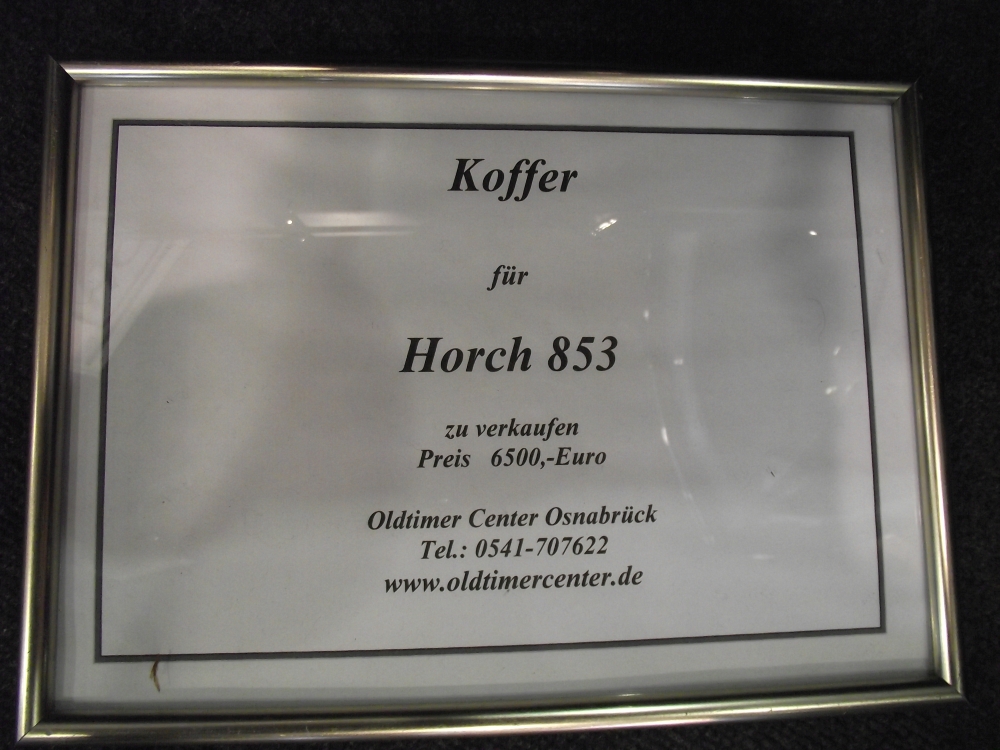 Koffer
für
Horch 853
zu verkaufen
Preis 6500,-Euro
Oldtimer Center Osnabrück
Tel.: 0541-707622
www.oldtimercenter.de